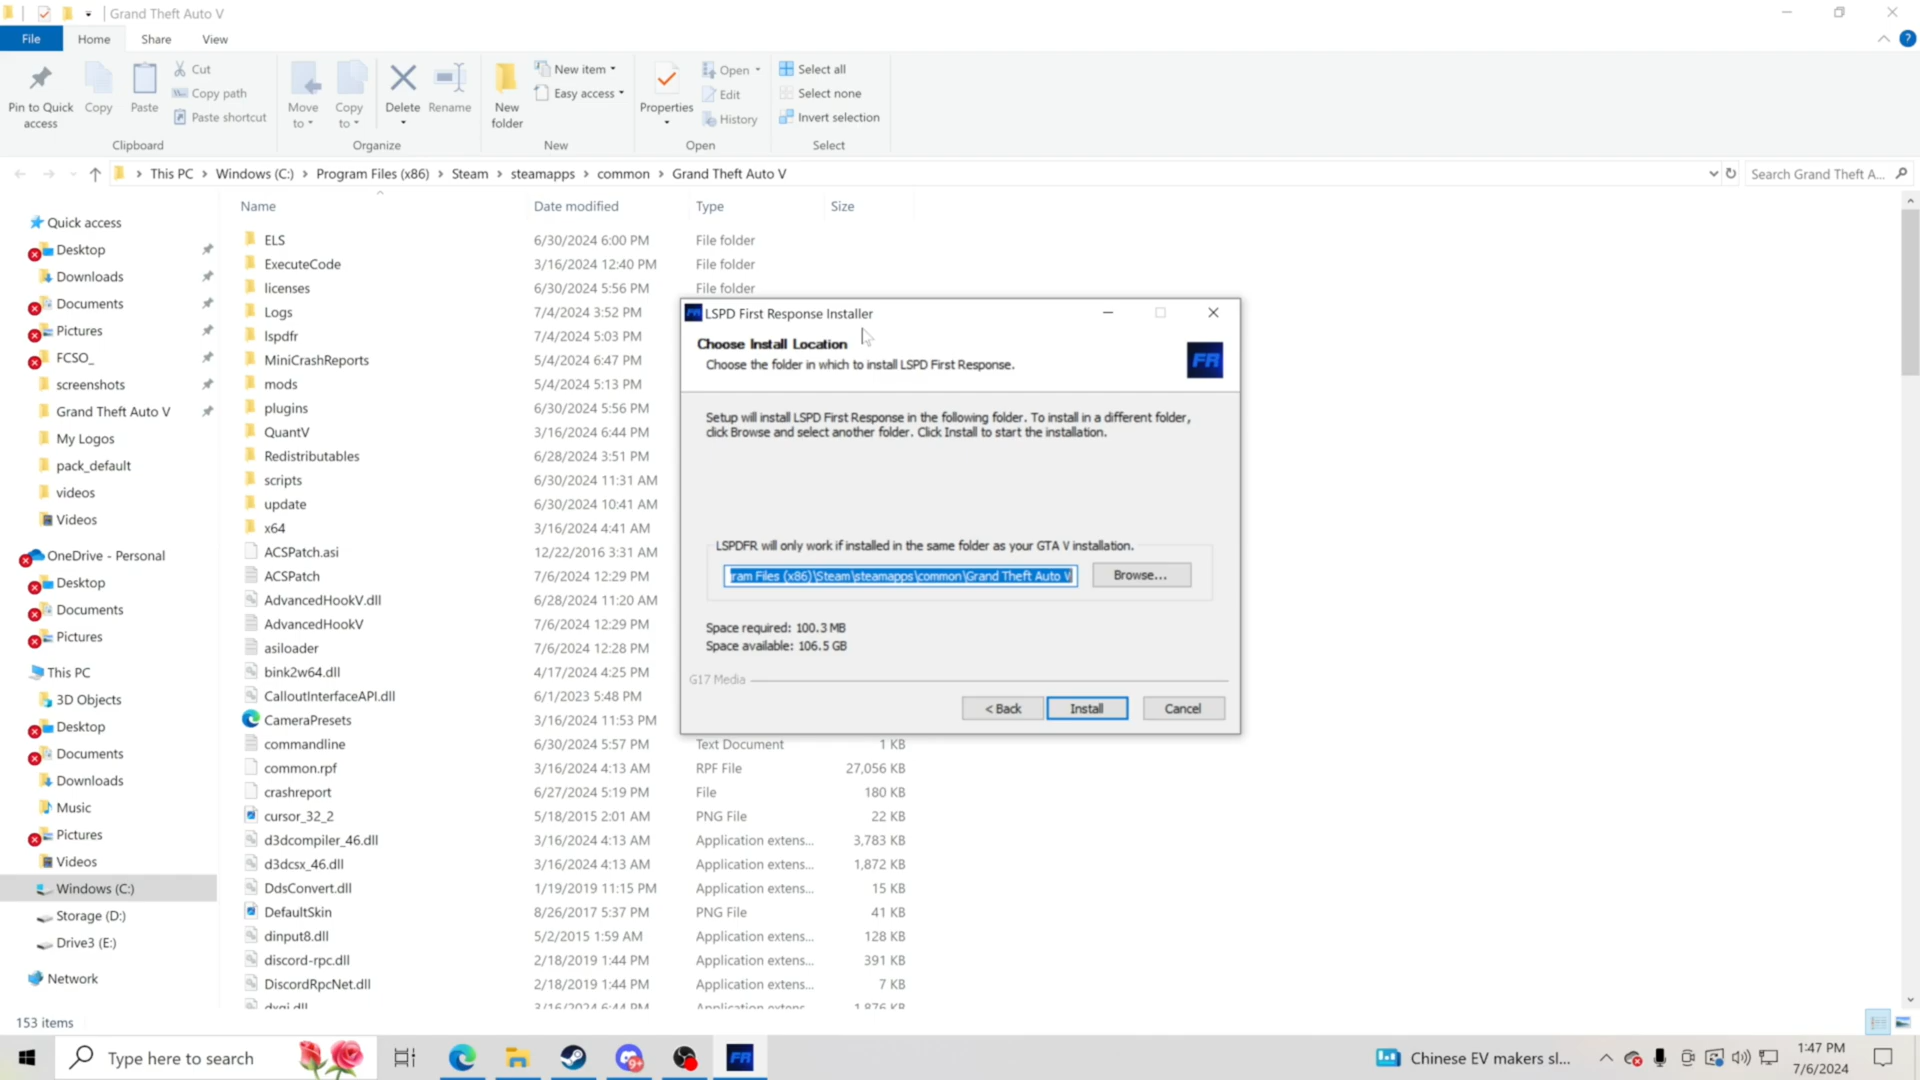 Grand Theft Auto V
File Home Share View
Pin to Quick access
Copy
Paste
Cut
Copy path
Paste shortcut
Clipboard
Move to
Copy to
Delete
Rename
Organize
New folder
New item
Easy access
New
Properties
Open
Edit
History
Open
Select all
Select none
Invert selection
Select
This PC > Windows (C:) > Program Files (x86) > Steam > steamapps > common > Grand Theft Auto V
Search Grand Theft A...
Quick access
Desktop
Downloads
Documents
Pictures
FCSO_
screenshots
Grand Theft Auto V
My Logos
pack_default
videos
Videos
OneDrive - Personal
Desktop
Documents
Pictures
This PC
3D Objects
Desktop
Documents
Downloads
Music
Pictures
Videos
Windows (C:)
Storage (D:)
Drive3 (E:)
Network
Name Date modified Type Size
ELS 6/30/2024 6:00 PM File folder
ExecuteCode 3/16/2024 12:40 PM File folder
licenses 6/30/2024 5:56 PM File folder
Logs 7/4/2024 3:52 PM
lspdfr 7/4/2024 5:03 PM
MiniCrashReports 5/4/2024 6:47 PM
mods 5/4/2024 5:13 PM
plugins 6/30/2024 5:56 PM
QuantV 3/16/2024 6:44 PM
Redistributables 6/28/2024 3:51 PM
scripts 6/30/2024 11:31 AM
update 6/30/2024 10:41 AM
x64 3/16/2024 4:41 AM
ACSPatch.asi 12/22/2016 3:31 AM
ACSPatch 7/6/2024 12:29 PM
AdvancedHookV.dll 6/28/2024 11:20 AM
AdvancedHookV 7/6/2024 12:29 PM
asiloader 7/6/2024 12:28 PM
bink2w64.dll 4/17/2024 4:25 PM
CalloutInterfaceAPI.dll 6/1/2023 5:48 PM
CameraPresets 3/16/2024 11:53 PM
commandline 6/30/2024 5:57 PM Text Document 1 KB
common.rpf 3/16/2024 4:13 AM RPF File 27,056 KB
crashreport 6/27/2024 5:19 PM File 180 KB
cursor_32_2 5/18/2015 2:01 AM PNG File 22 KB
d3dcompiler_46.dll 3/16/2024 4:13 AM Application extens... 3,783 KB
d3dcsx_46.dll 3/16/2024 4:13 AM Application extens... 1,872 KB
DdsConvert.dll 1/19/2019 11:15 PM Application extens... 15 KB
DefaultSkin 8/26/2017 5:37 PM PNG File 41 KB
dinput8.dll 5/2/2015 1:59 AM Application extens... 128 KB
discord-rpc.dll 2/18/2019 1:44 PM Application extens... 391 KB
DiscordRpcNet.dll 2/18/2019 1:44 PM Application extens... 7 KB
dxgi.dll 3/16/2024 6:44 PM Application extens... 1,876 KB
FR LSPD First Response Installer
Choose Install Location
Choose the folder in which to install LSPD First Response.
FR
Setup will install LSPD First Response in the following folder. To install in a different folder,
click Browse and select another folder. Click Install to start the installation.
LSPDFR will only work if installed in the same folder as your GTA V installation.
ram Files (x86)\Steam\steamapps\common\Grand Theft Auto V
Browse...
Space required: 100.3 MB
Space available: 106.5 GB
G17 Media
< Back Install Cancel
153 items
Type here to search
9+
FR
Chinese EV makers sl...
1:47 PM
7/6/2024